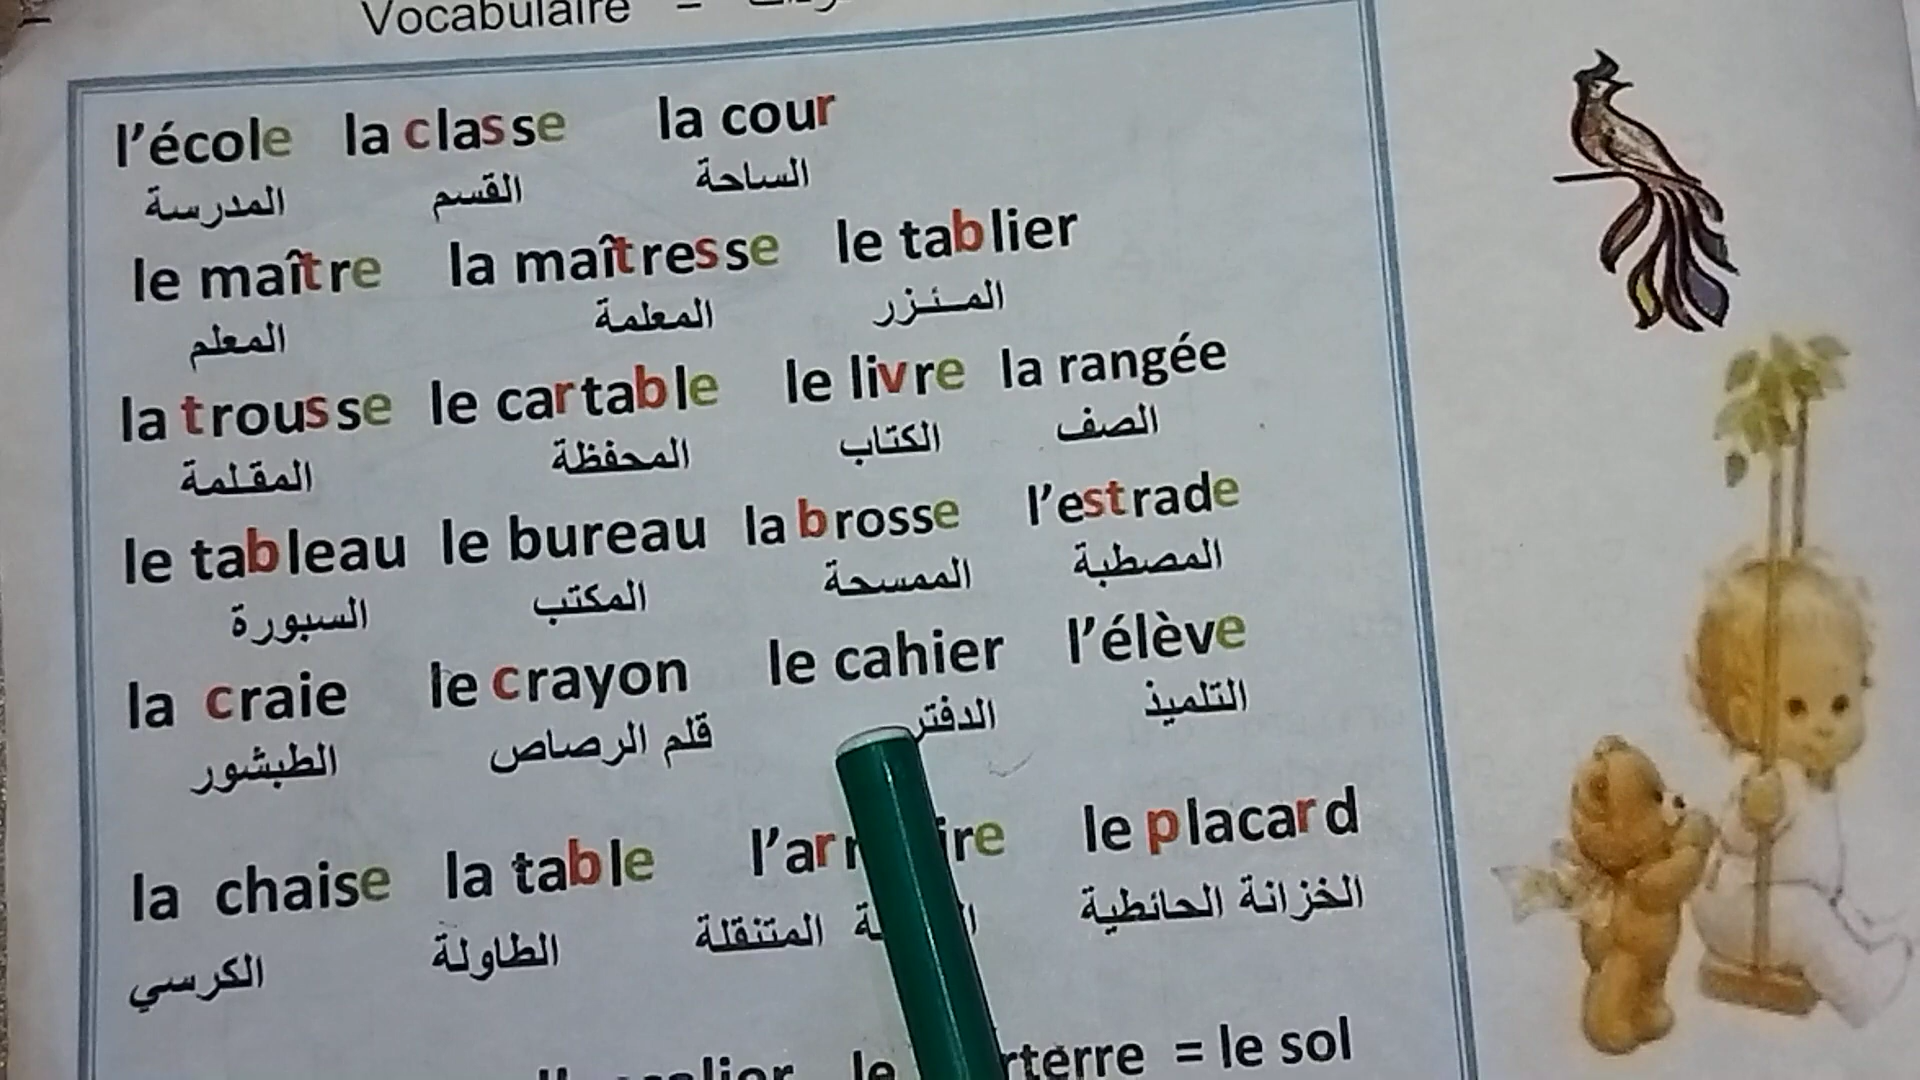 Vocabulaire =
l'école la classe la cour
المدرسة القسم الساحة
le maître la maîtresse le tablier
المعلم المعلمة المئزر
la trousse le cartable le livre la rangée
المقلمة المحفظة الكتاب الصف
le tableau le bureau la brosse l'estrade
السبورة المكتب الممسحة المصطبة
la craie le crayon le cahier l'élève
الطبشور قلم الرصاص الدفتر التلميذ
la chaise la table le placard
الكرسي الطاولة المتنقلة الخزانة الحائطية
le = le sol